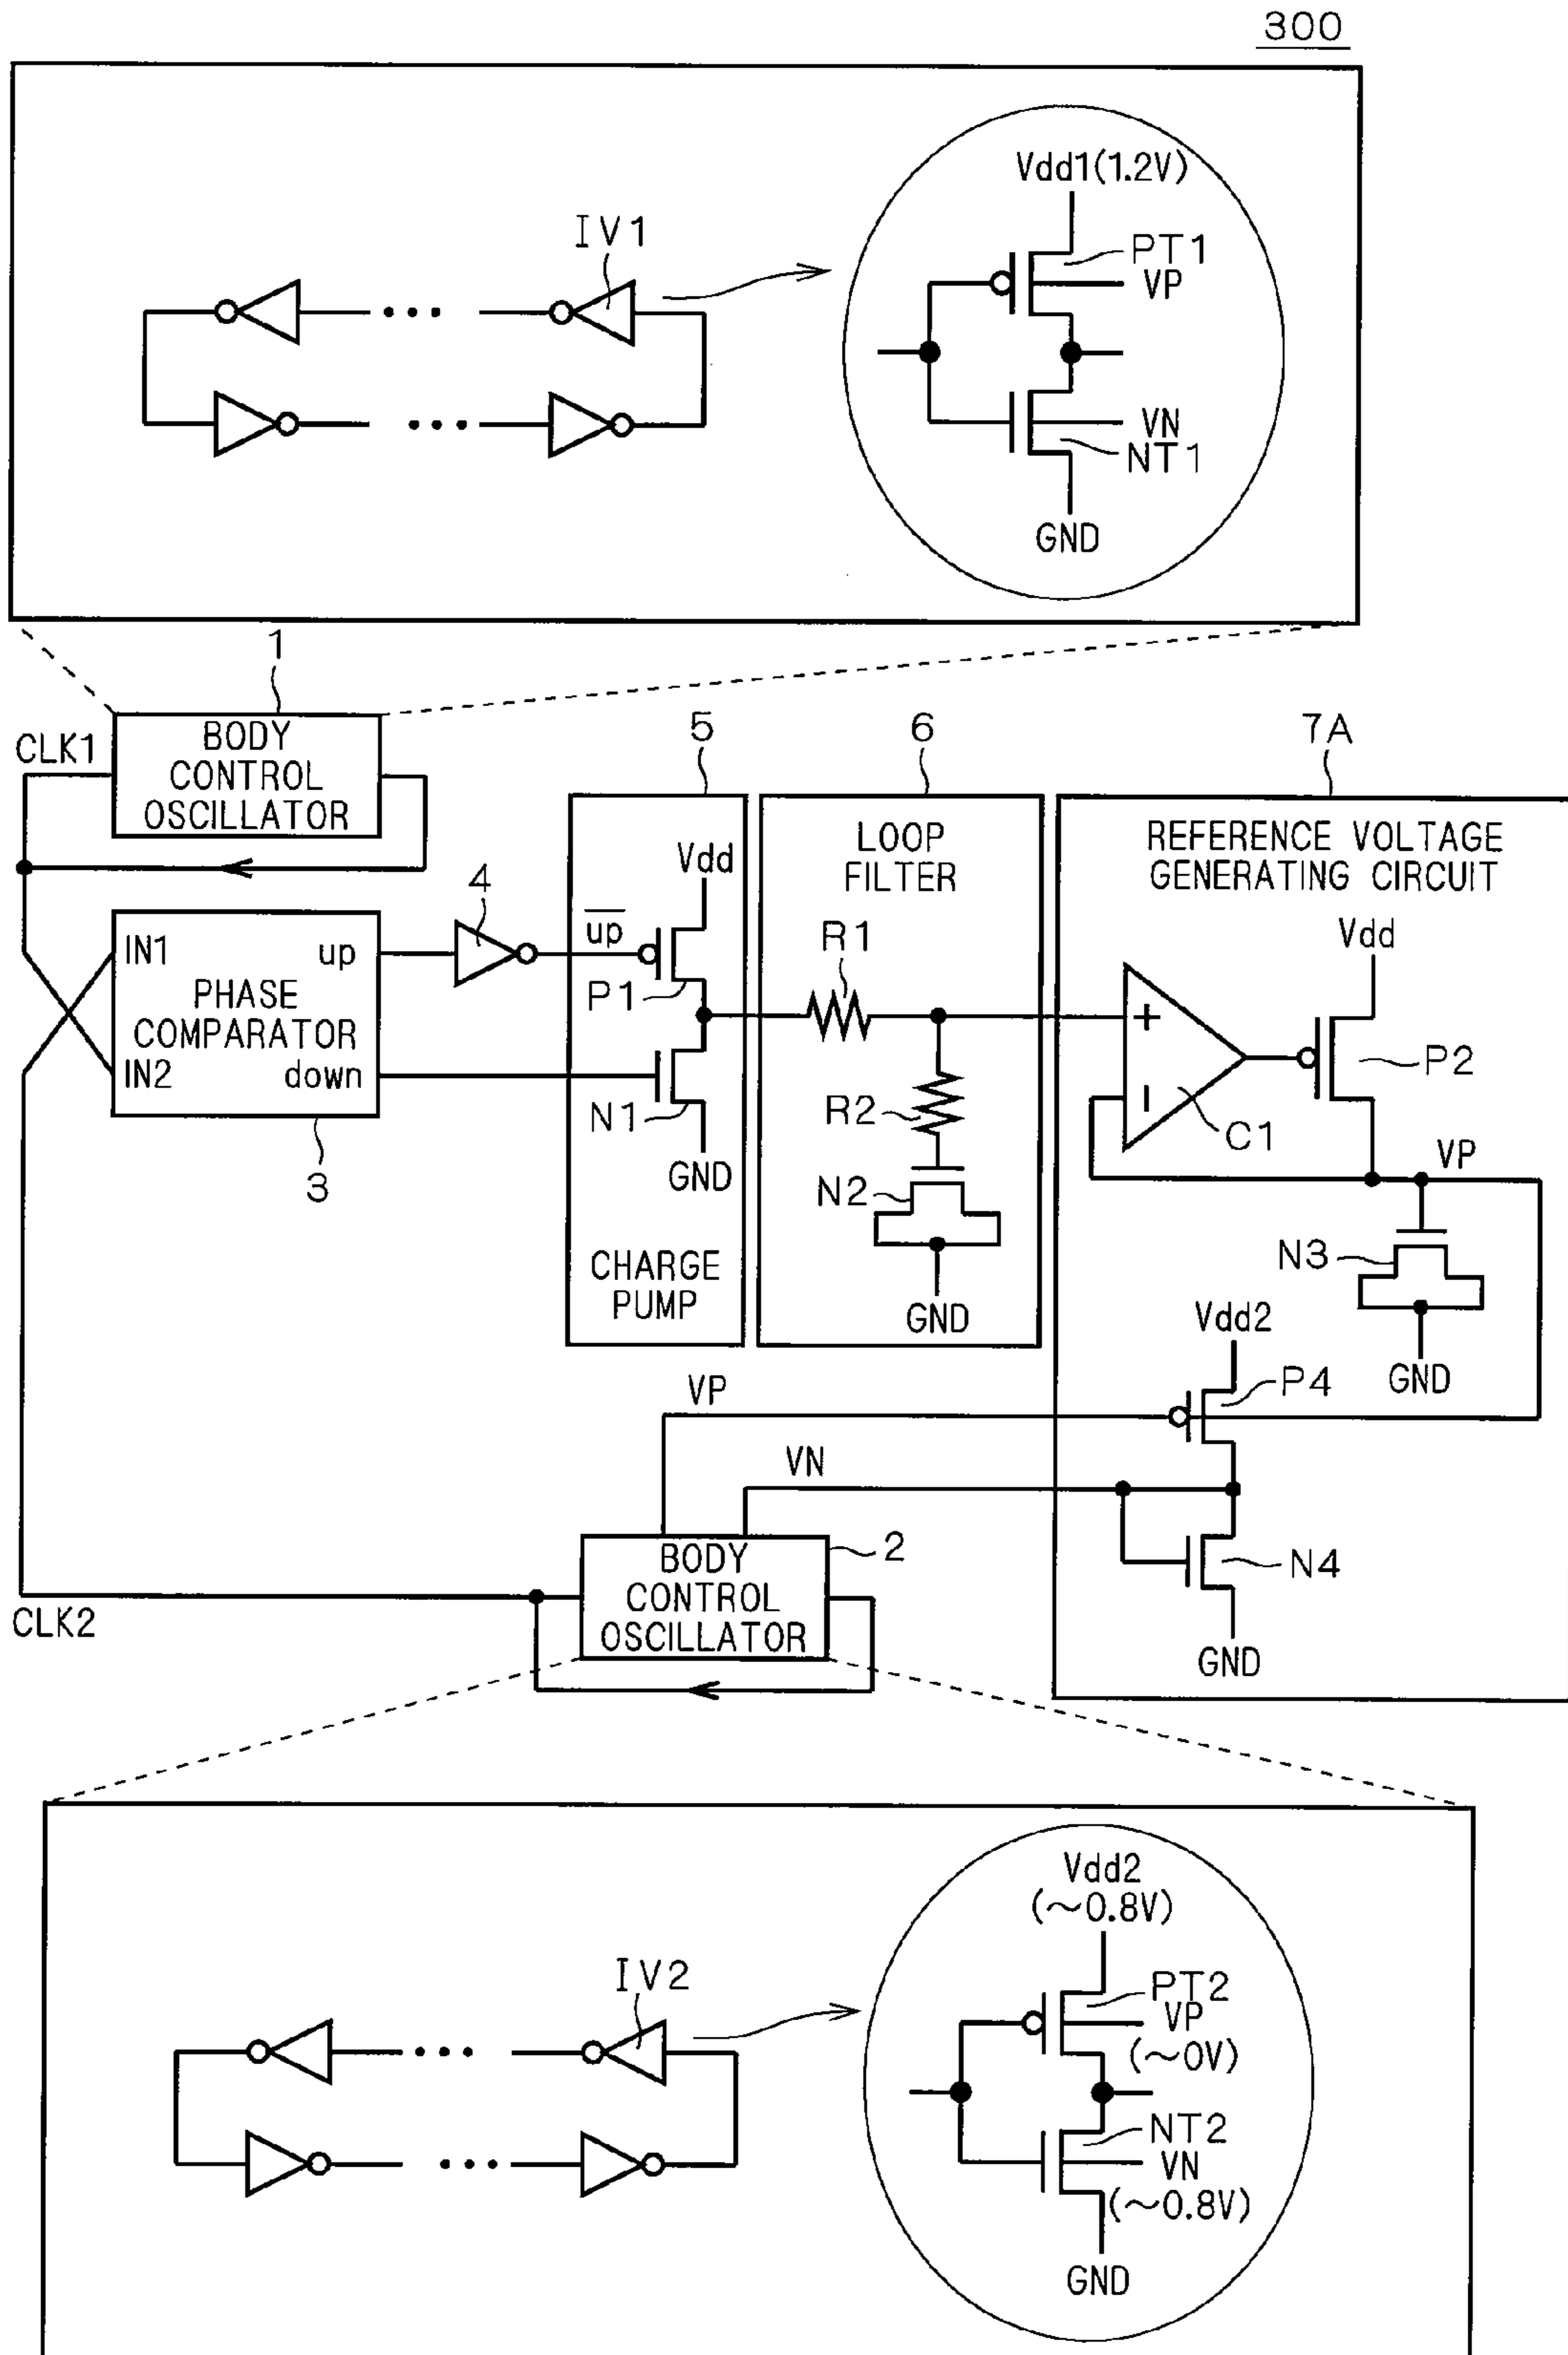 300
Vdd1(1.2V)
IV1
PT1
VP
VN
NT1
GND
1
CLK1
BODY
CONTROL
OSCILLATOR
5
6
7A
4
Vdd
LOOP
FILTER
REFERENCE VOLTAGE
GENERATING CIRCUIT
IN1
up
up
P1
R1
Vdd
PHASE
COMPARATOR
IN2
down
N1
GND
R2
+
−
C1
P2
VP
3
N2
N3
CHARGE
PUMP
GND
Vdd2
GND
P4
VP
VN
BODY
CONTROL
OSCILLATOR
2
N4
CLK2
GND
Vdd2
(~0.8V)
IV2
PT2
VP
(~0V)
NT2
VN
(~0.8V)
GND